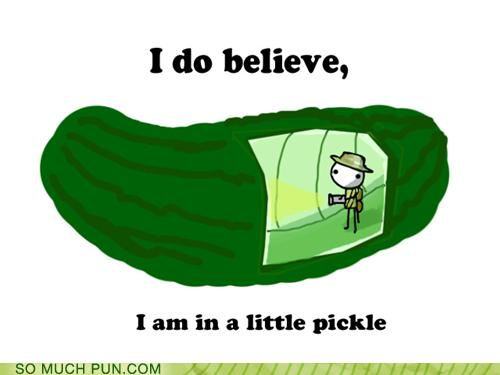 I do believe,
I am in a little pickle
SO MUCH PUN.COM